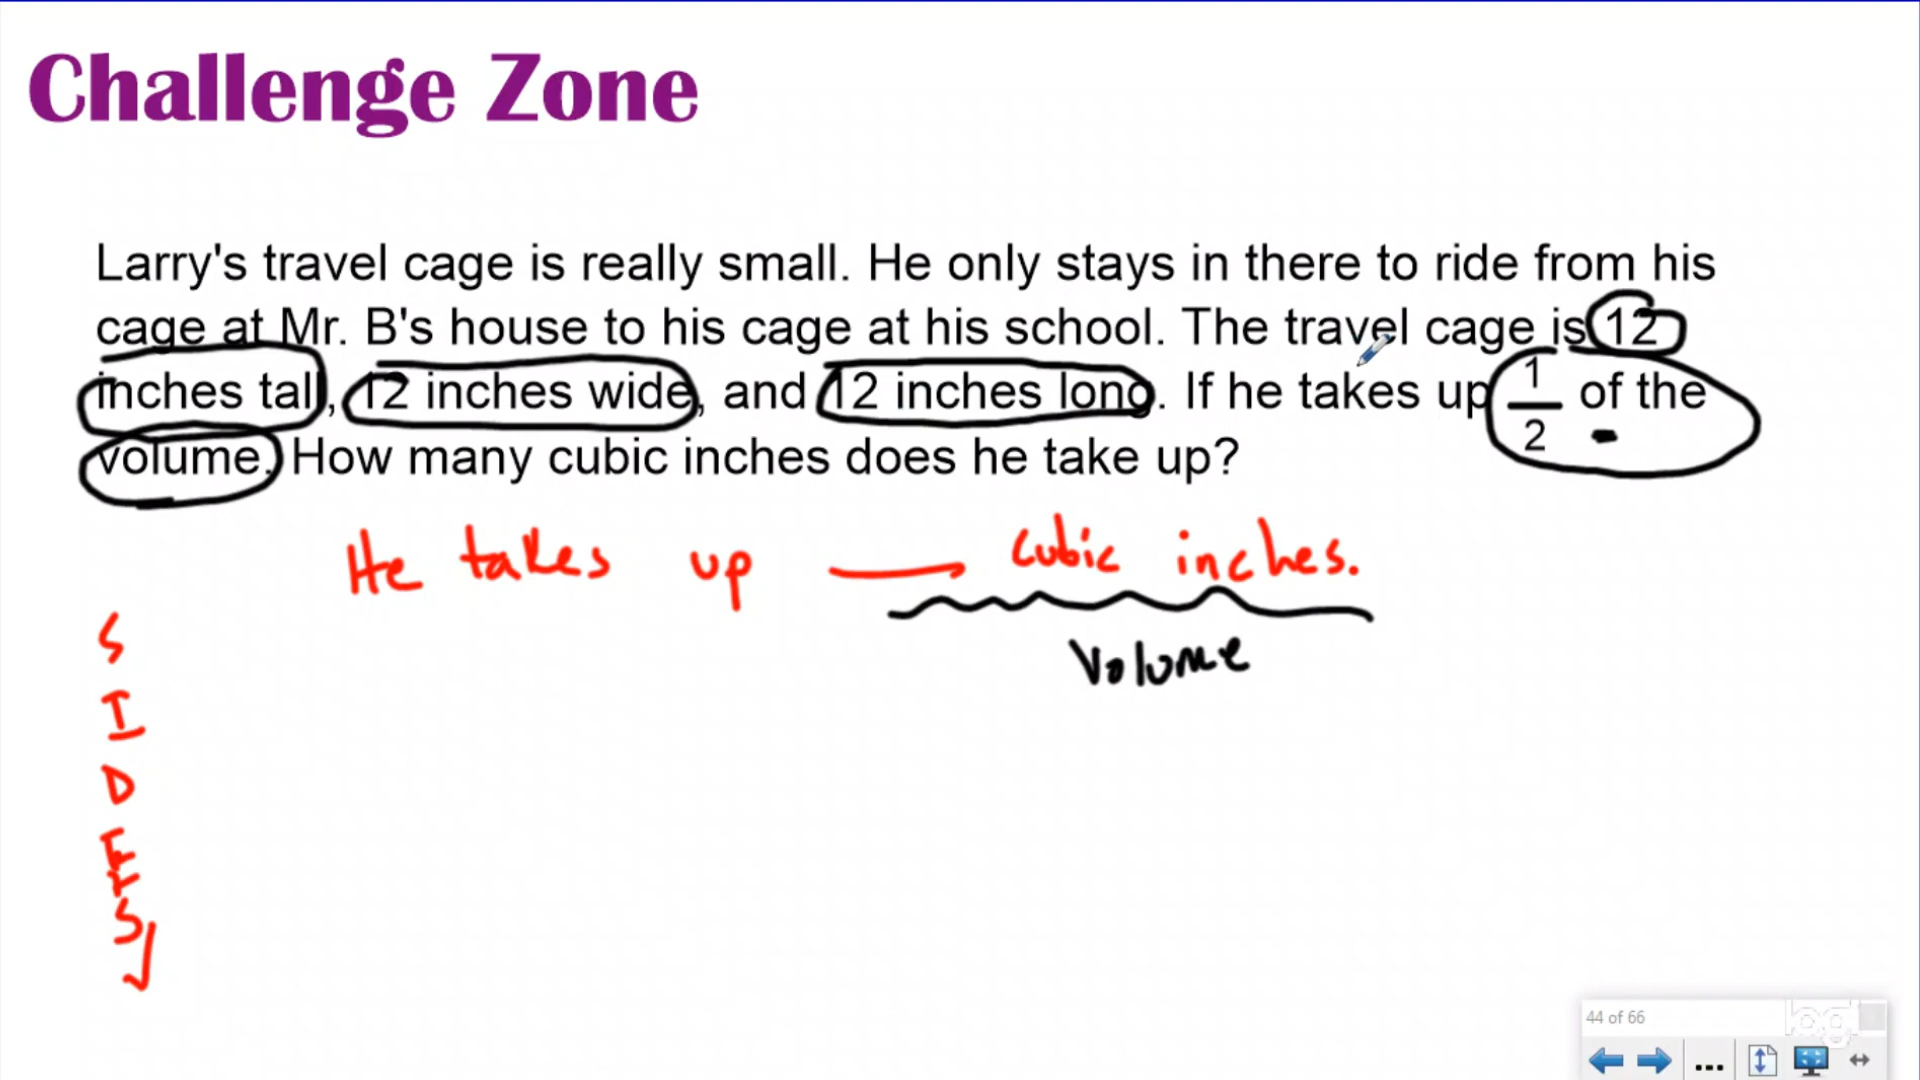 Challenge Zone
Larry's travel cage is really small. He only stays in there to ride from his
cage at Mr. B's house to his cage at his school. The travel cage is 12
inches tall, 12 inches wide, and 12 inches long. If he takes up 1/2 of the
volume. How many cubic inches does he take up?
He takes up ___ cubic inches.
Volume
S
I
D
E
S
44 of 66